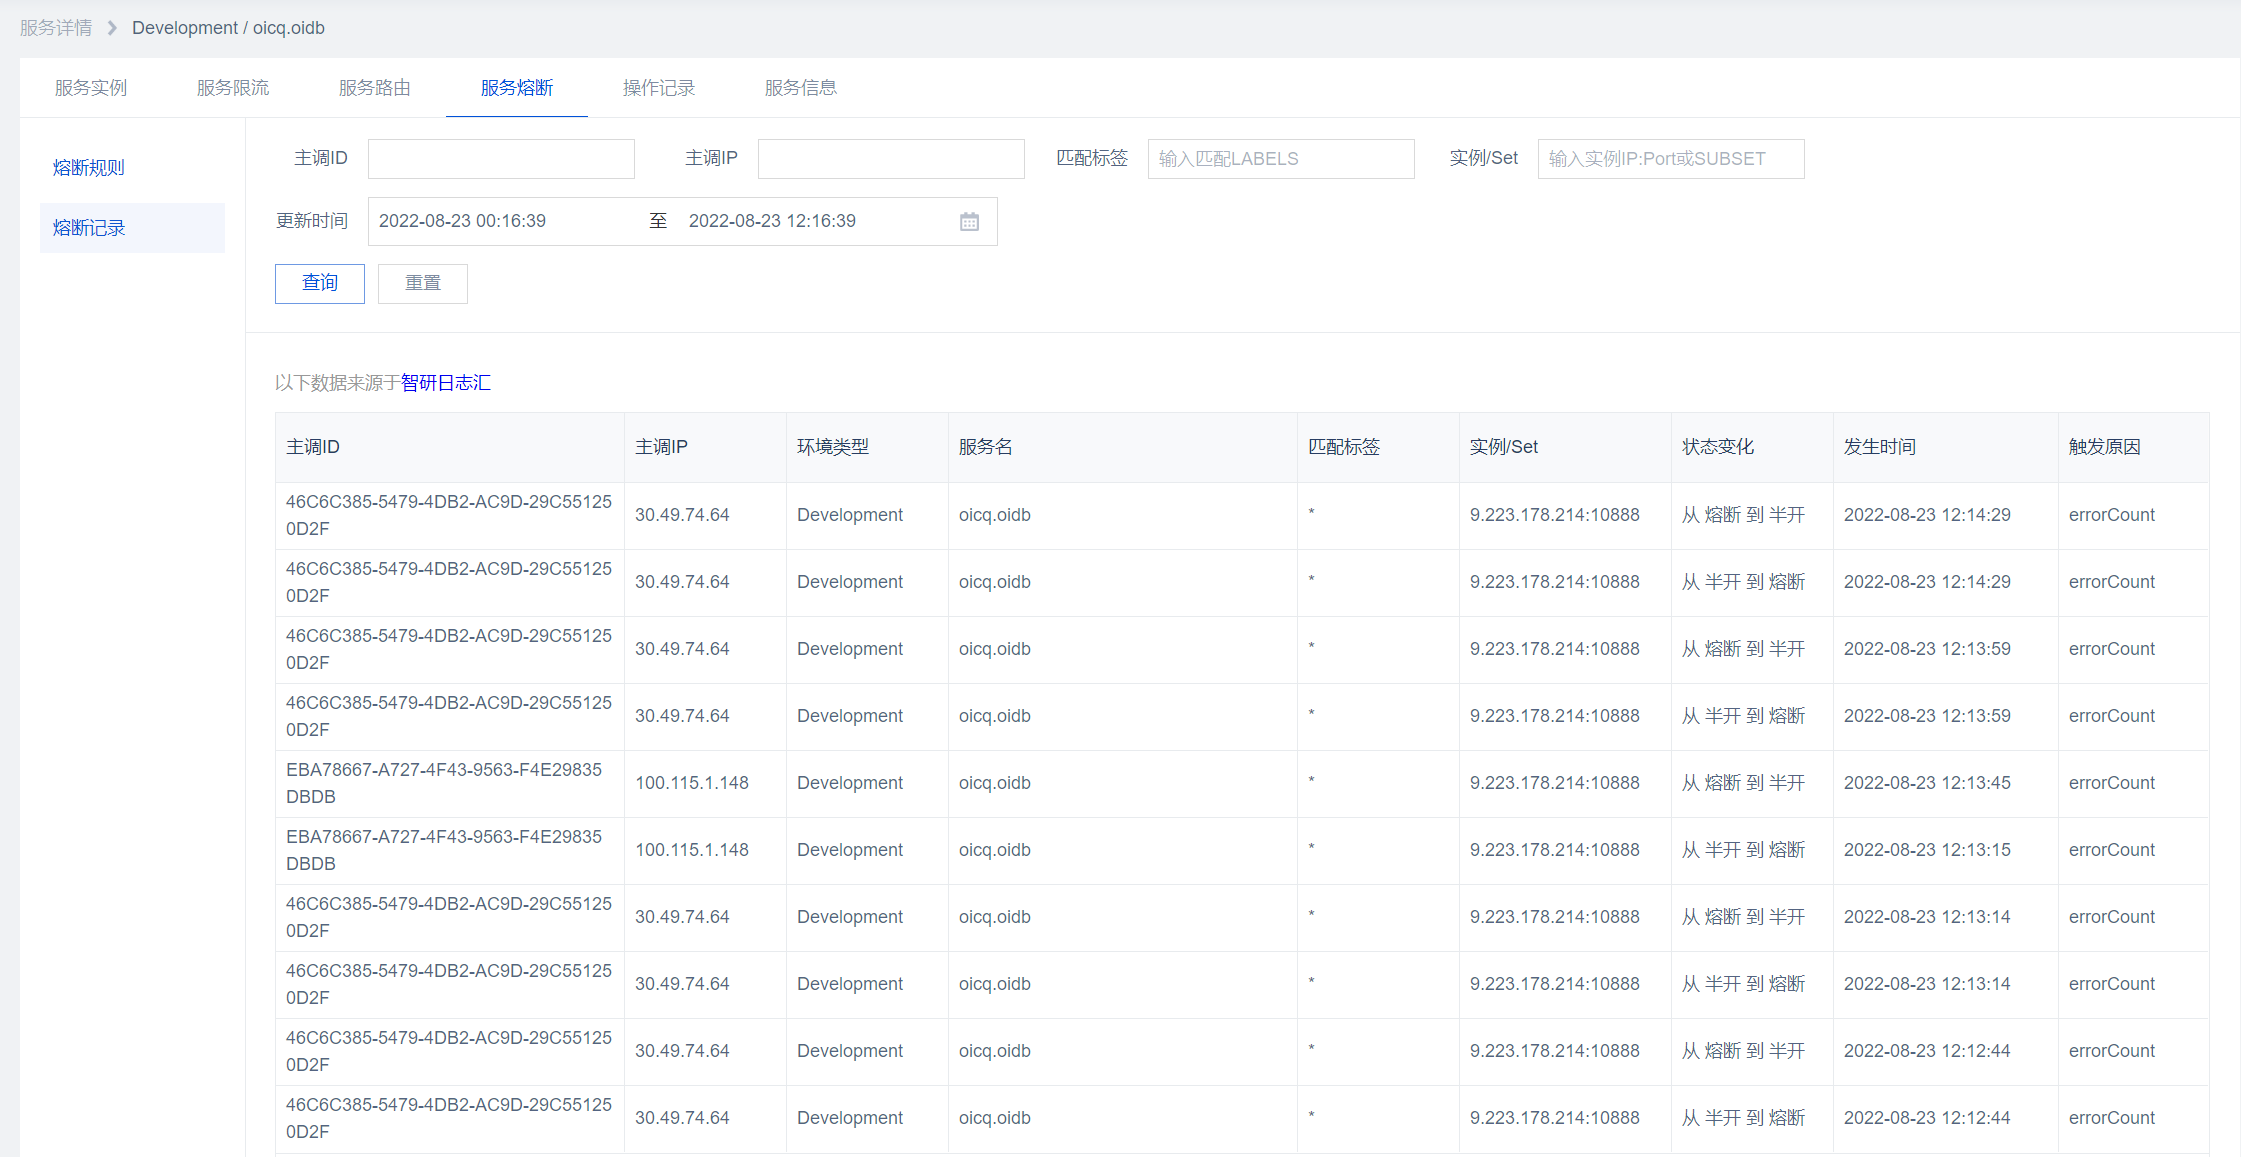 服务详情 > Development / oicq.oidb
服务实例 服务限流 服务路由 服务熔断 操作记录 服务信息
熔断规则
熔断记录
主调ID 主调IP 匹配标签 输入匹配LABELS 实例/Set 输入实例IP:Port或SUBSET
更新时间 2022-08-23 00:16:39 至 2022-08-23 12:16:39
查询 重置
以下数据来源于智研日志汇
主调ID 主调IP 环境类型 服务名 匹配标签 实例/Set 状态变化 发生时间 触发原因
46C6C385-5479-4DB2-AC9D-29C55125
0D2F 30.49.74.64 Development oicq.oidb * 9.223.178.214:10888 从 熔断 到 半开 2022-08-23 12:14:29 errorCount
46C6C385-5479-4DB2-AC9D-29C55125
0D2F 30.49.74.64 Development oicq.oidb * 9.223.178.214:10888 从 半开 到 熔断 2022-08-23 12:14:29 errorCount
46C6C385-5479-4DB2-AC9D-29C55125
0D2F 30.49.74.64 Development oicq.oidb * 9.223.178.214:10888 从 熔断 到 半开 2022-08-23 12:13:59 errorCount
46C6C385-5479-4DB2-AC9D-29C55125
0D2F 30.49.74.64 Development oicq.oidb * 9.223.178.214:10888 从 半开 到 熔断 2022-08-23 12:13:59 errorCount
EBA78667-A727-4F43-9563-F4E29835
DBDB 100.115.1.148 Development oicq.oidb * 9.223.178.214:10888 从 熔断 到 半开 2022-08-23 12:13:45 errorCount
EBA78667-A727-4F43-9563-F4E29835
DBDB 100.115.1.148 Development oicq.oidb * 9.223.178.214:10888 从 半开 到 熔断 2022-08-23 12:13:15 errorCount
46C6C385-5479-4DB2-AC9D-29C55125
0D2F 30.49.74.64 Development oicq.oidb * 9.223.178.214:10888 从 熔断 到 半开 2022-08-23 12:13:14 errorCount
46C6C385-5479-4DB2-AC9D-29C55125
0D2F 30.49.74.64 Development oicq.oidb * 9.223.178.214:10888 从 半开 到 熔断 2022-08-23 12:13:14 errorCount
46C6C385-5479-4DB2-AC9D-29C55125
0D2F 30.49.74.64 Development oicq.oidb * 9.223.178.214:10888 从 熔断 到 半开 2022-08-23 12:12:44 errorCount
46C6C385-5479-4DB2-AC9D-29C55125
0D2F 30.49.74.64 Development oicq.oidb * 9.223.178.214:10888 从 半开 到 熔断 2022-08-23 12:12:44 errorCount